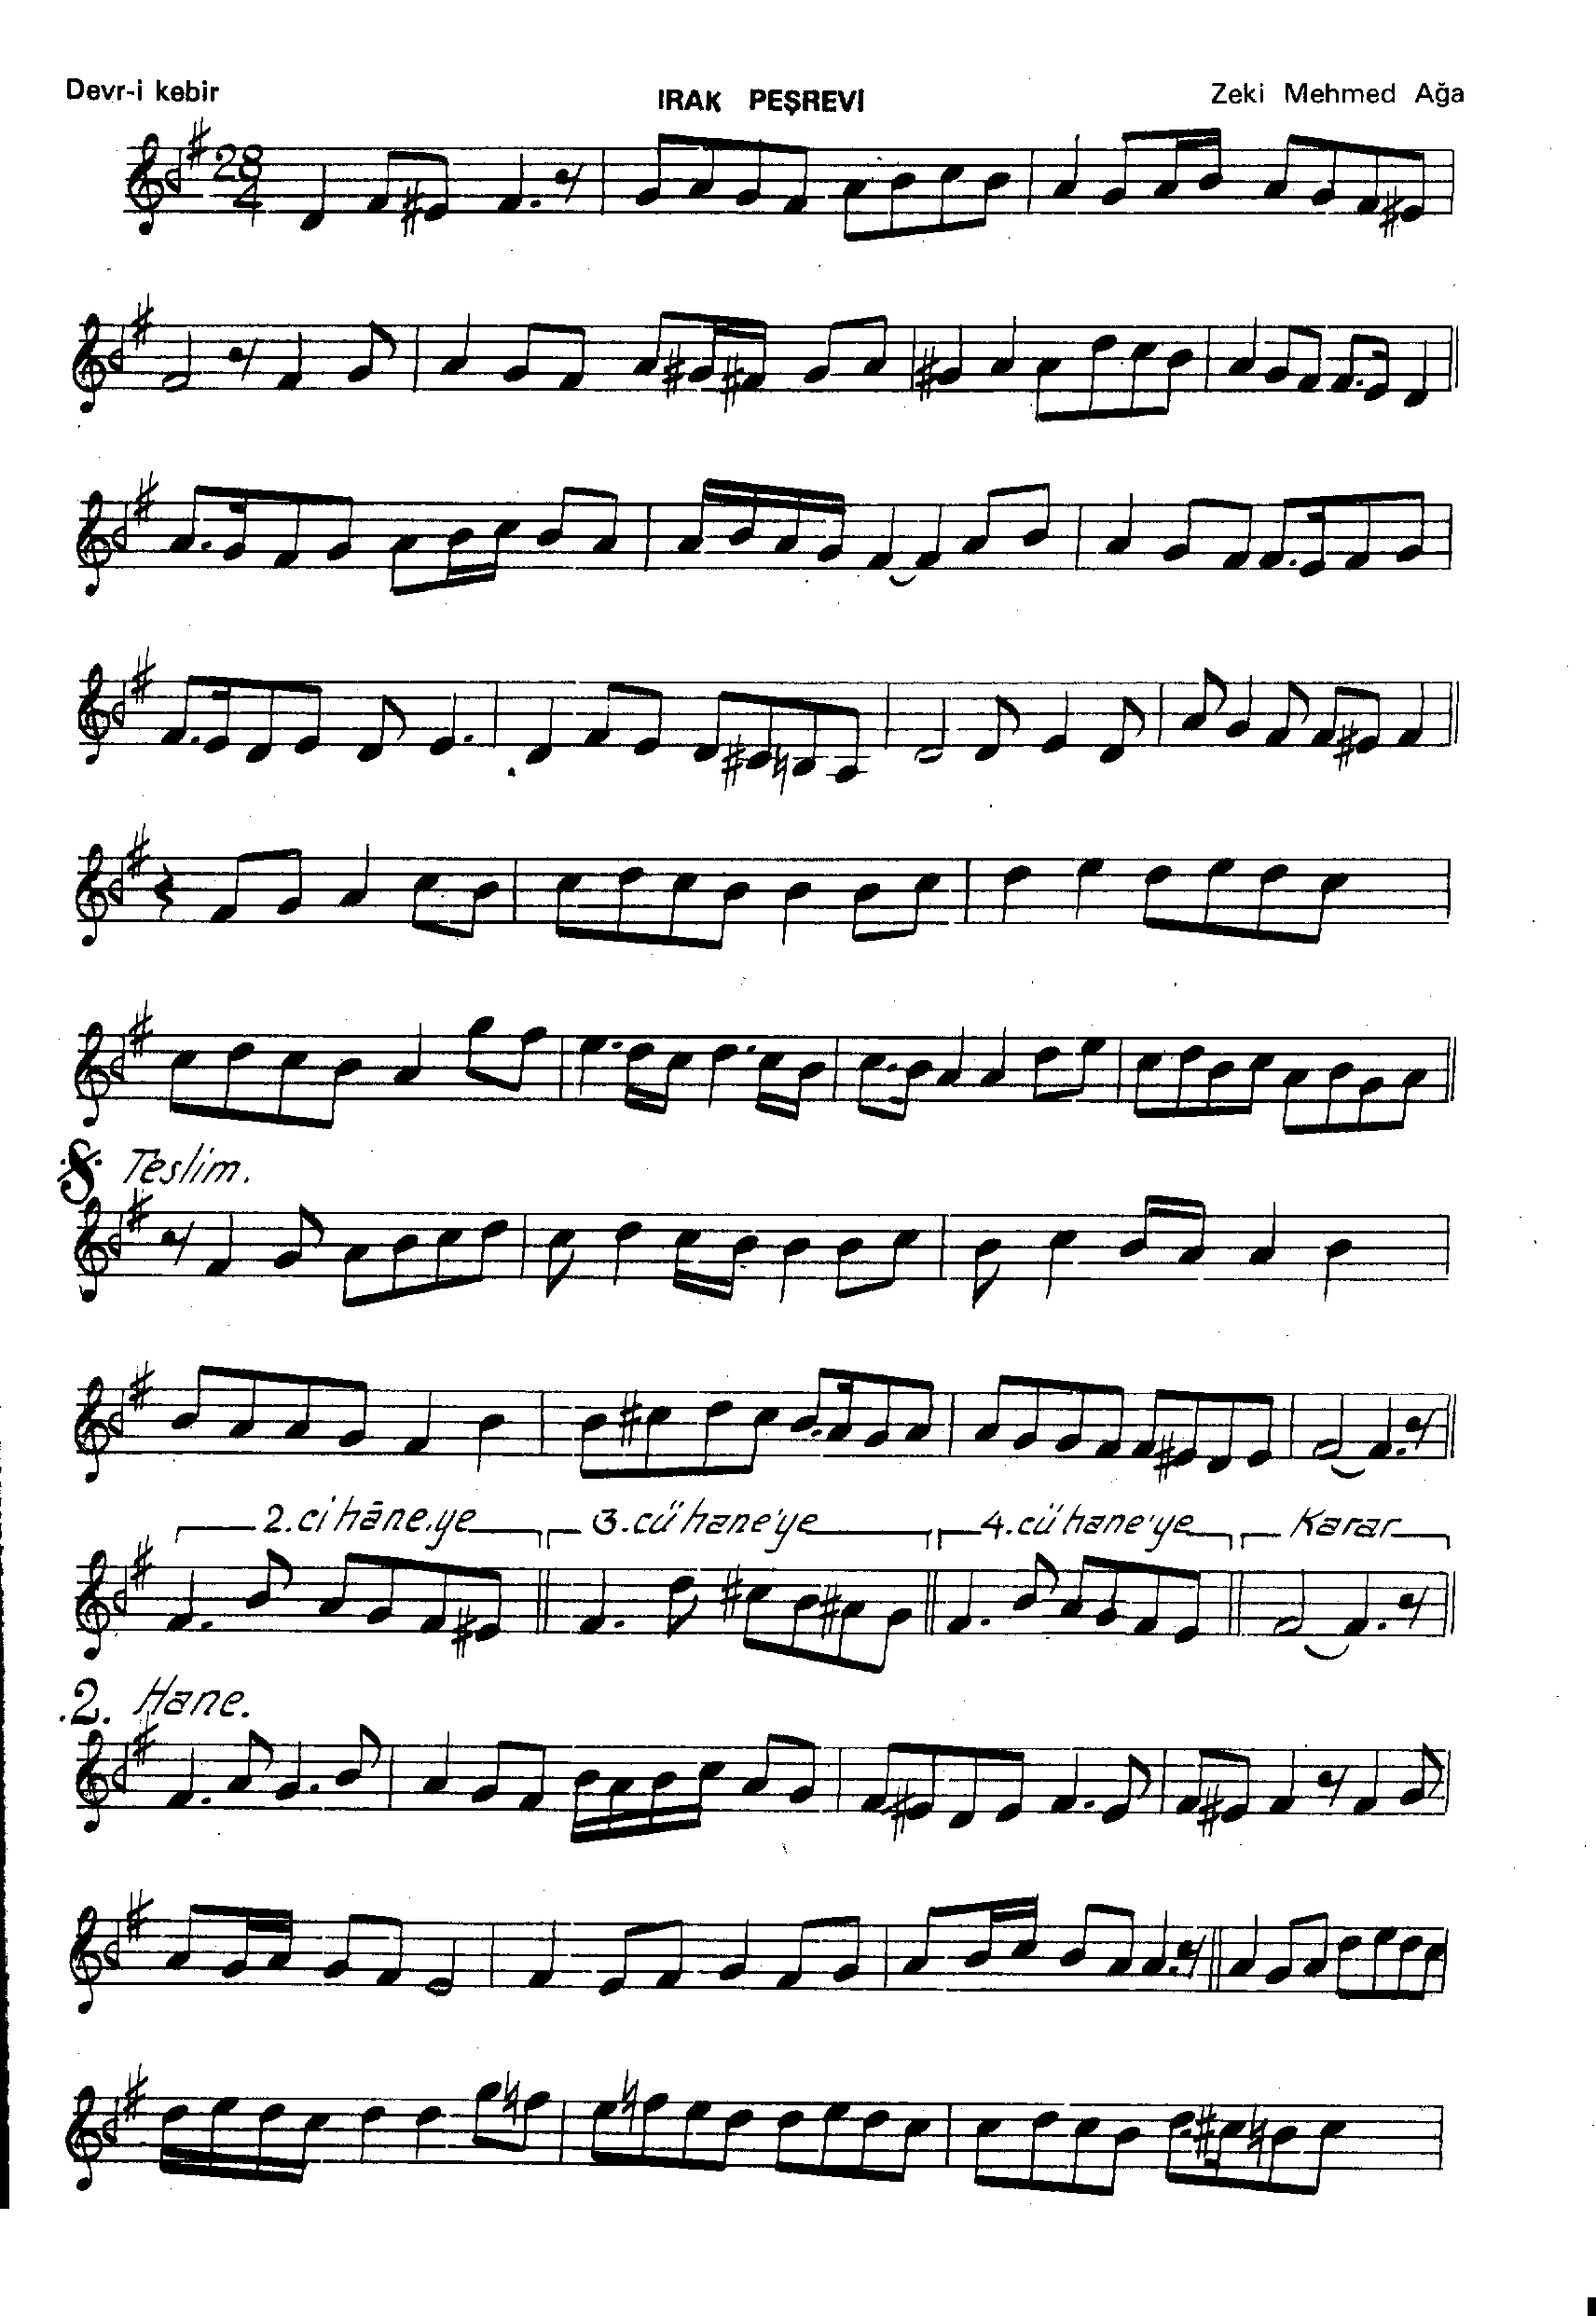 Devr-i kebir
IRAK PEŞREVİ
Zeki Mehmed Ağa
28
4
Teslim.
2.ci hāne.ye
3.cü hane'ye
4.cü hane'ye
Karar
2. Hane.